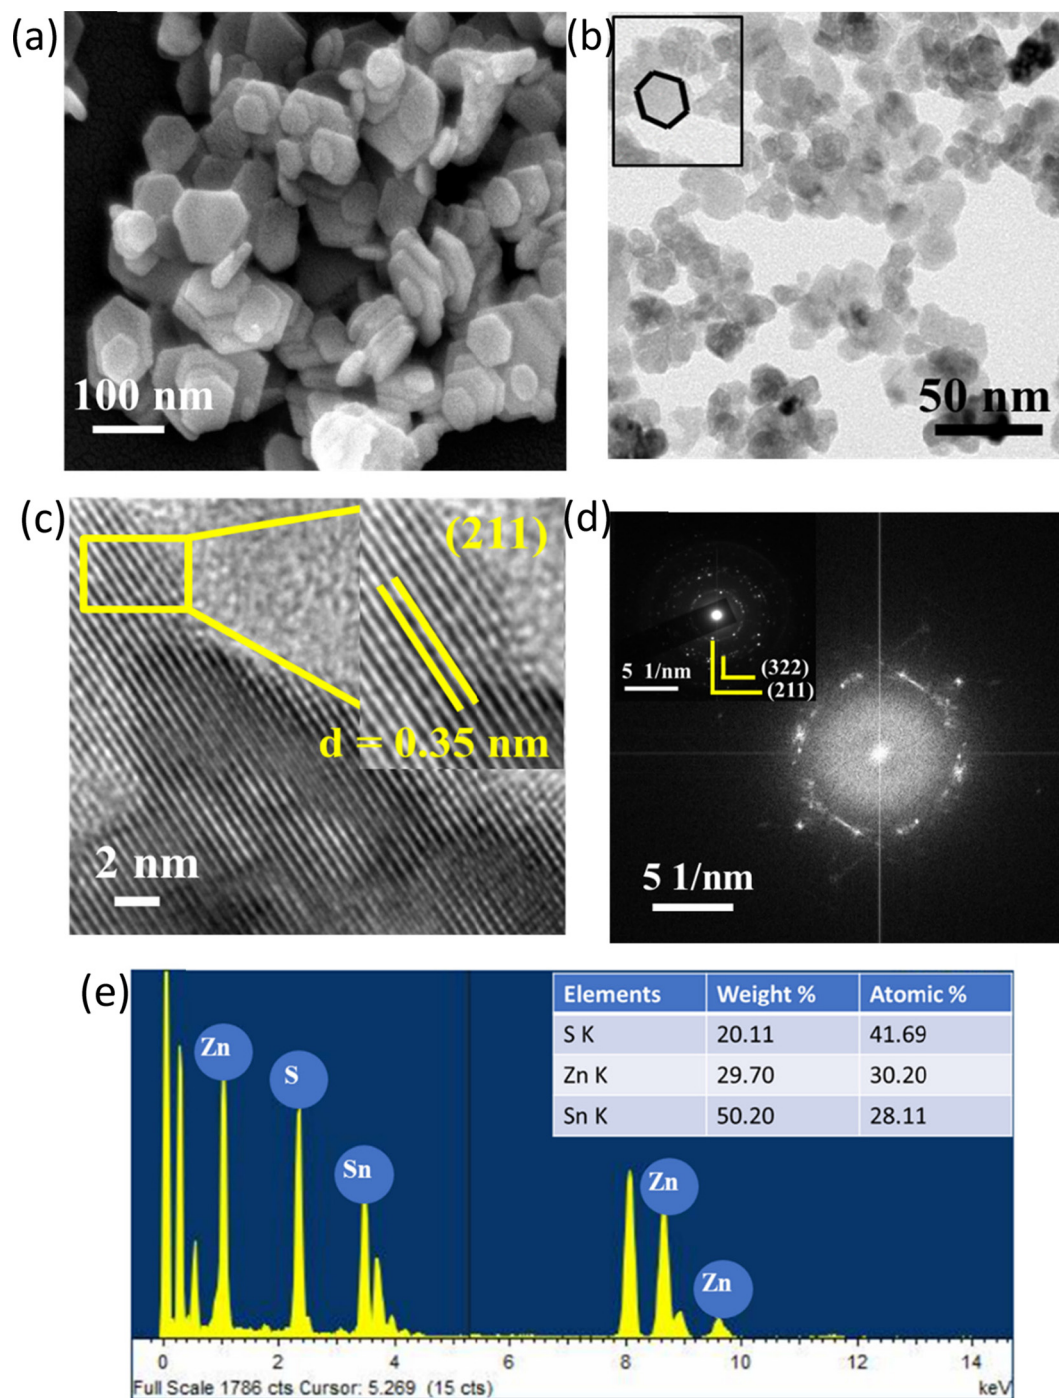 (a)
100 nm
(b)
50 nm
(c)
(211)
d = 0.35 nm
2 nm
(d)
5 1/nm
(322)
(211)
5 1/nm
(e)
Zn
S
Sn
Zn
Zn
Elements Weight % Atomic %
S K 20.11 41.69
Zn K 29.70 30.20
Sn K 50.20 28.11
0 2 4 6 8 10 12 14
Full Scale 1786 cts Cursor: 5.269 (15 cts) keV